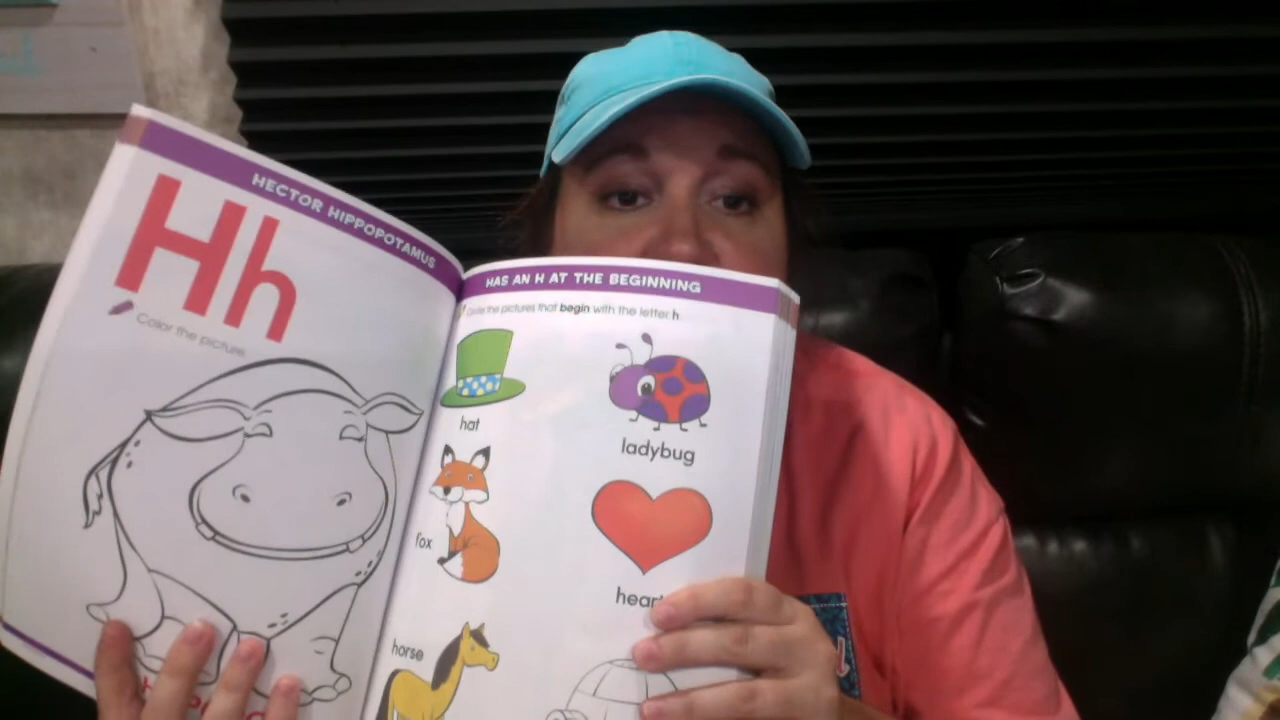 HECTOR HIPPOPOTAMUS
Hh
Color the picture.
HAS AN H AT THE BEGINNING
the pictures that begin with the letter h
hat
ladybug
fox
heart
horse